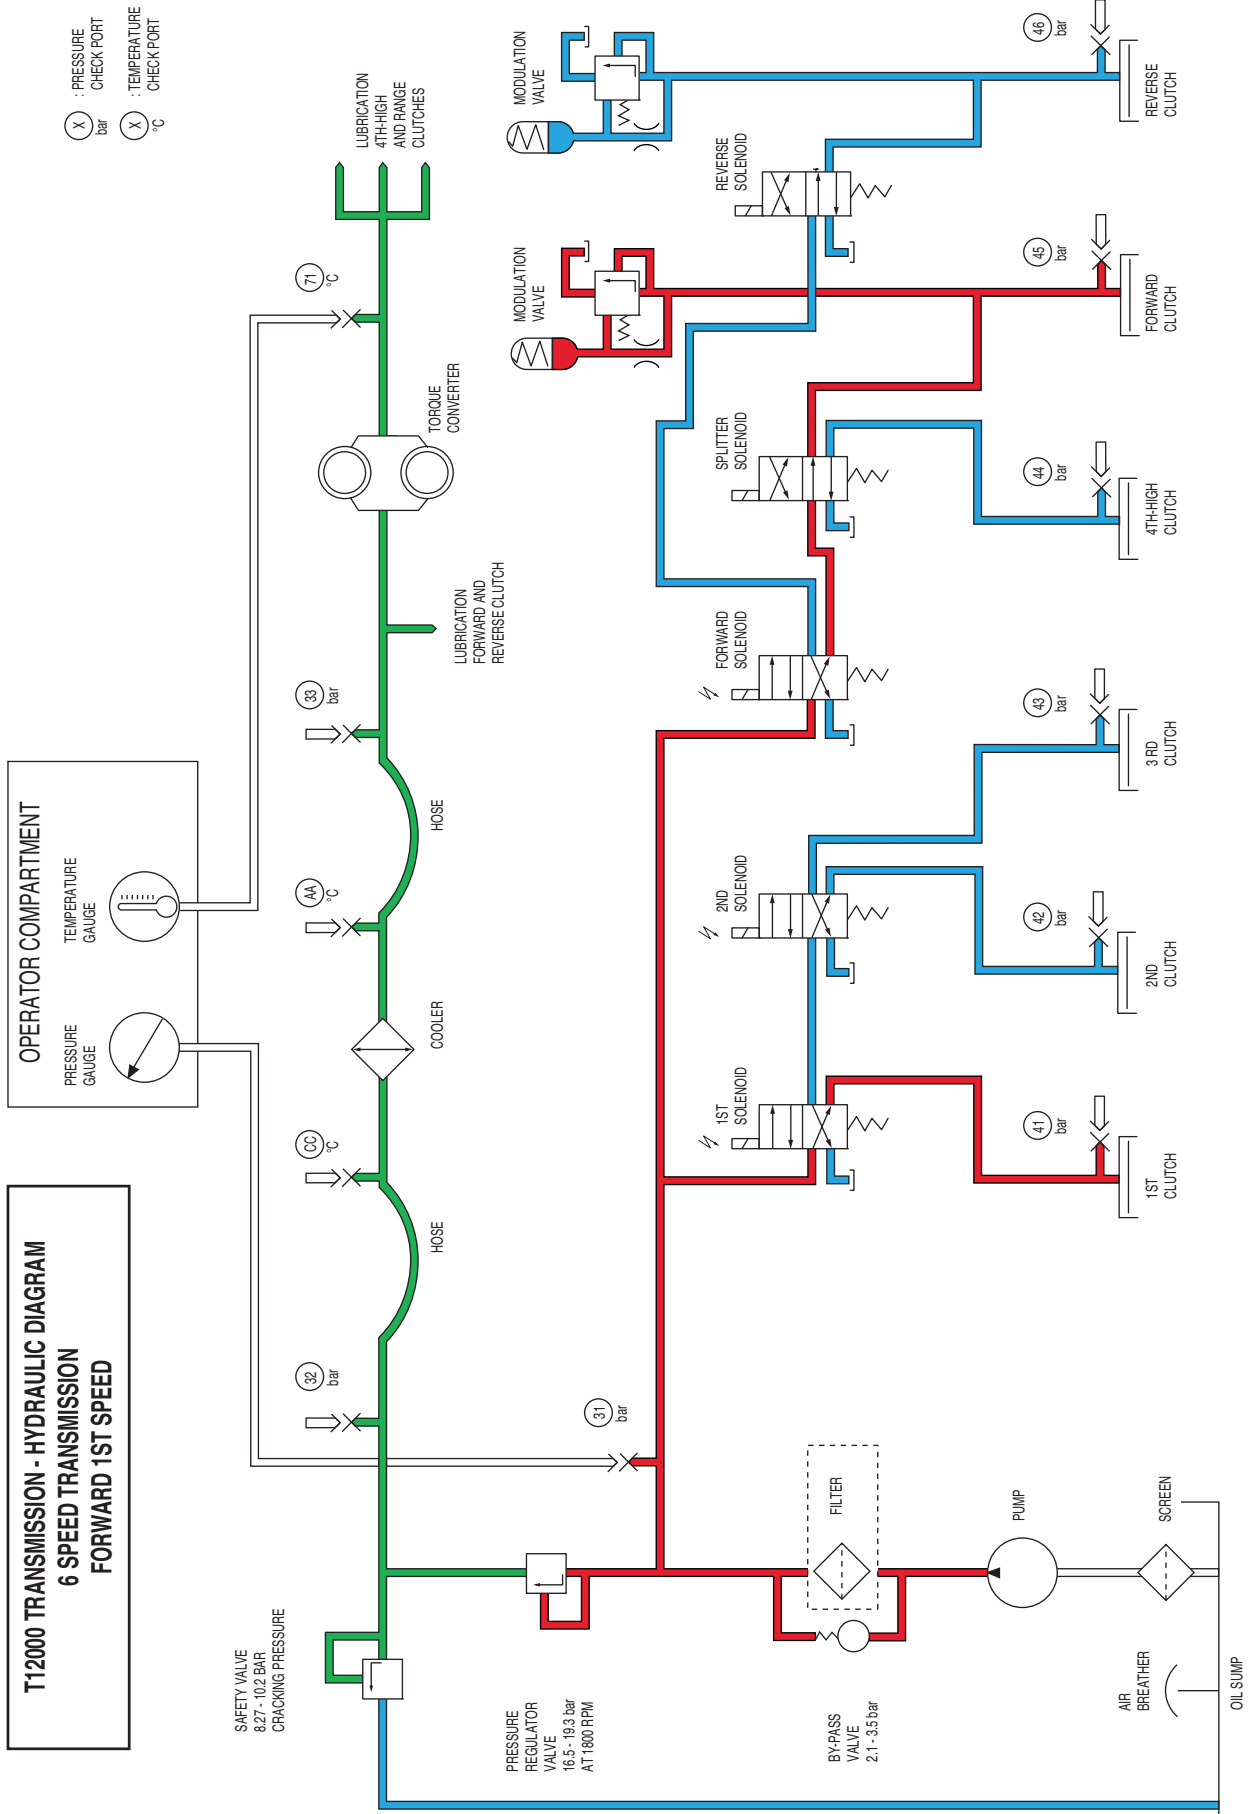 T12000 TRANSMISSION - HYDRAULIC DIAGRAM
6 SPEED TRANSMISSION
FORWARD 1ST SPEED
OPERATOR COMPARTMENT
PRESSURE
GAUGE
TEMPERATURE
GAUGE
X
bar
: PRESSURE
CHECK PORT
X
°C
: TEMPERATURE
CHECK PORT
SAFETY VALVE
8.27 - 10.2 BAR
CRACKING PRESSURE
32
bar
HOSE
CC
°C
COOLER
AA
°C
HOSE
33
bar
LUBRICATION
FORWARD AND
REVERSE CLUTCH
TORQUE
CONVERTER
71
°C
LUBRICATION
4TH-HIGH
AND RANGE
CLUTCHES
PRESSURE
REGULATOR
VALVE
16.5 - 19.3 bar
AT 1800 RPM
31
bar
MODULATION
VALVE
MODULATION
VALVE
1ST
SOLENOID
2ND
SOLENOID
FORWARD
SOLENOID
SPLITTER
SOLENOID
REVERSE
SOLENOID
BY-PASS
VALVE
2.1 - 3.5 bar
FILTER
PUMP
SCREEN
AIR
BREATHER
OIL SUMP
41
bar
1ST
CLUTCH
42
bar
2ND
CLUTCH
43
bar
3 RD
CLUTCH
44
bar
4TH-HIGH
CLUTCH
45
bar
FORWARD
CLUTCH
46
bar
REVERSE
CLUTCH